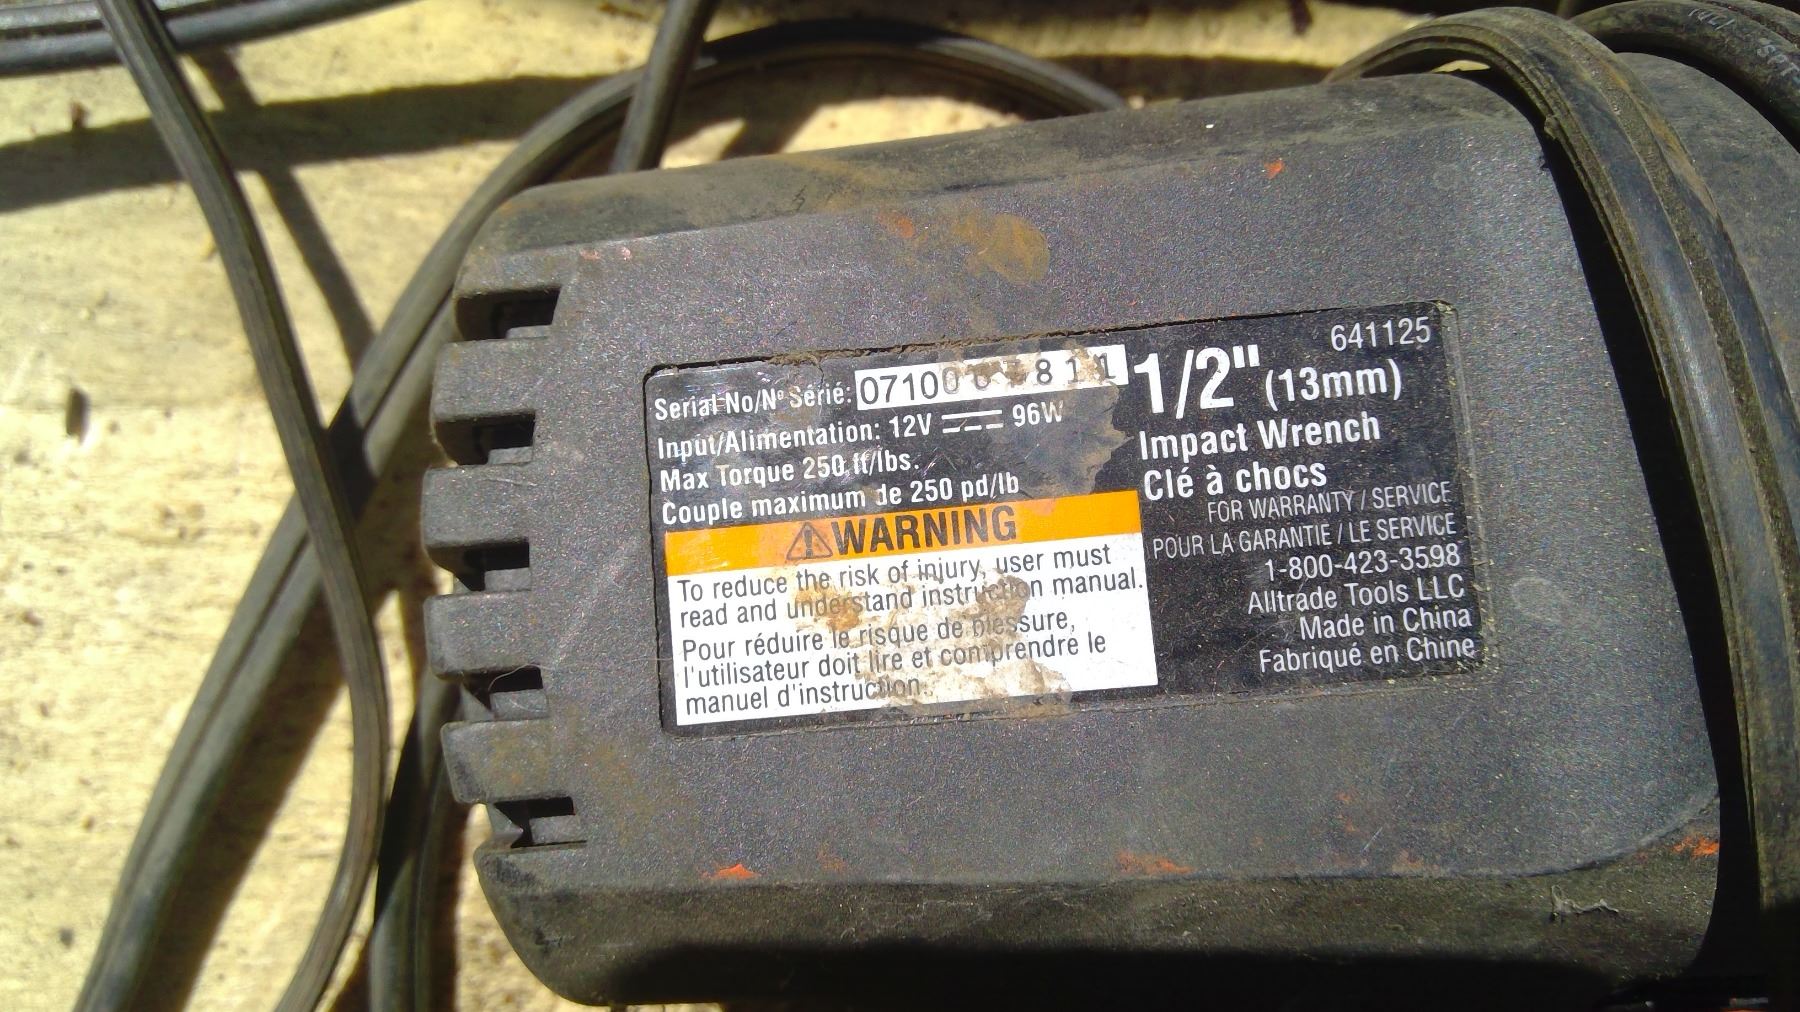 Serial No/Nº Série:
Input/Alimentation: 12V 96W
Max Torque 250 ft/lbs.
Couple maximum de 250 pd/lb
WARNING
To reduce the risk of injury, user must
read and understand instruction manual.
Pour réduire le risque de blessure,
l'utilisateur doit lire et comprendre le
manuel d'instruction.
641125
1/2" (13mm)
Impact Wrench
Clé à chocs
FOR WARRANTY / SERVICE
POUR LA GARANTIE / LE SERVICE
1-800-423-3598
Alltrade Tools LLC
Made in China
Fabriqué en Chine